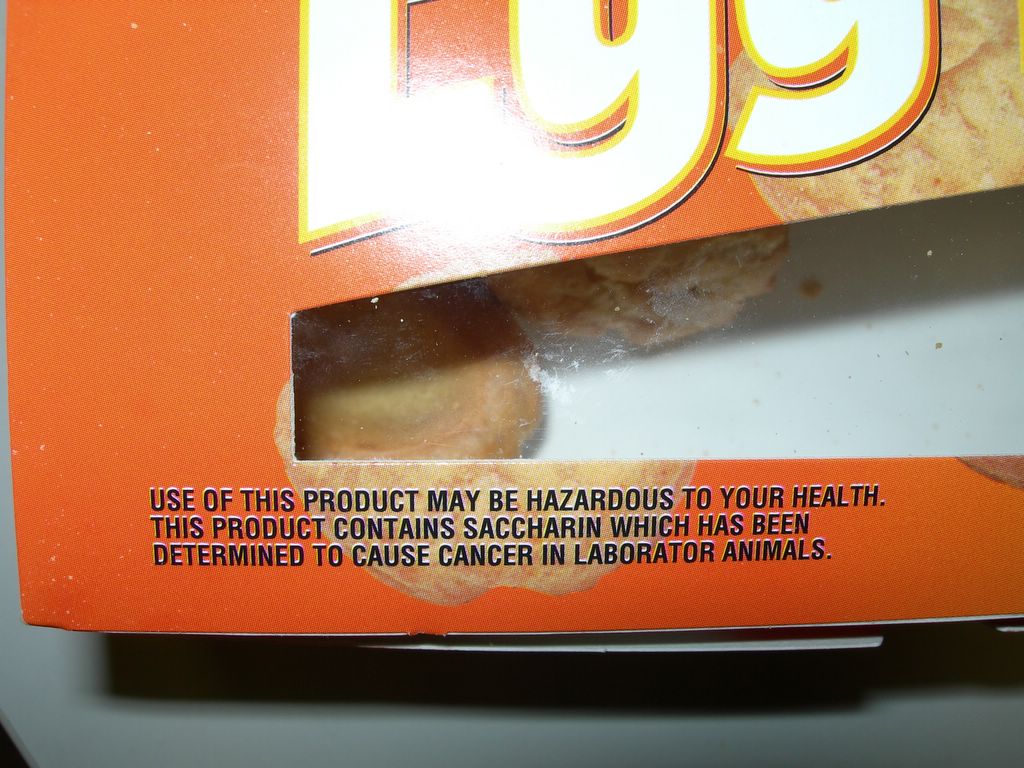 Egg
USE OF THIS PRODUCT MAY BE HAZARDOUS TO YOUR HEALTH.
THIS PRODUCT CONTAINS SACCHARIN WHICH HAS BEEN
DETERMINED TO CAUSE CANCER IN LABORATOR ANIMALS.